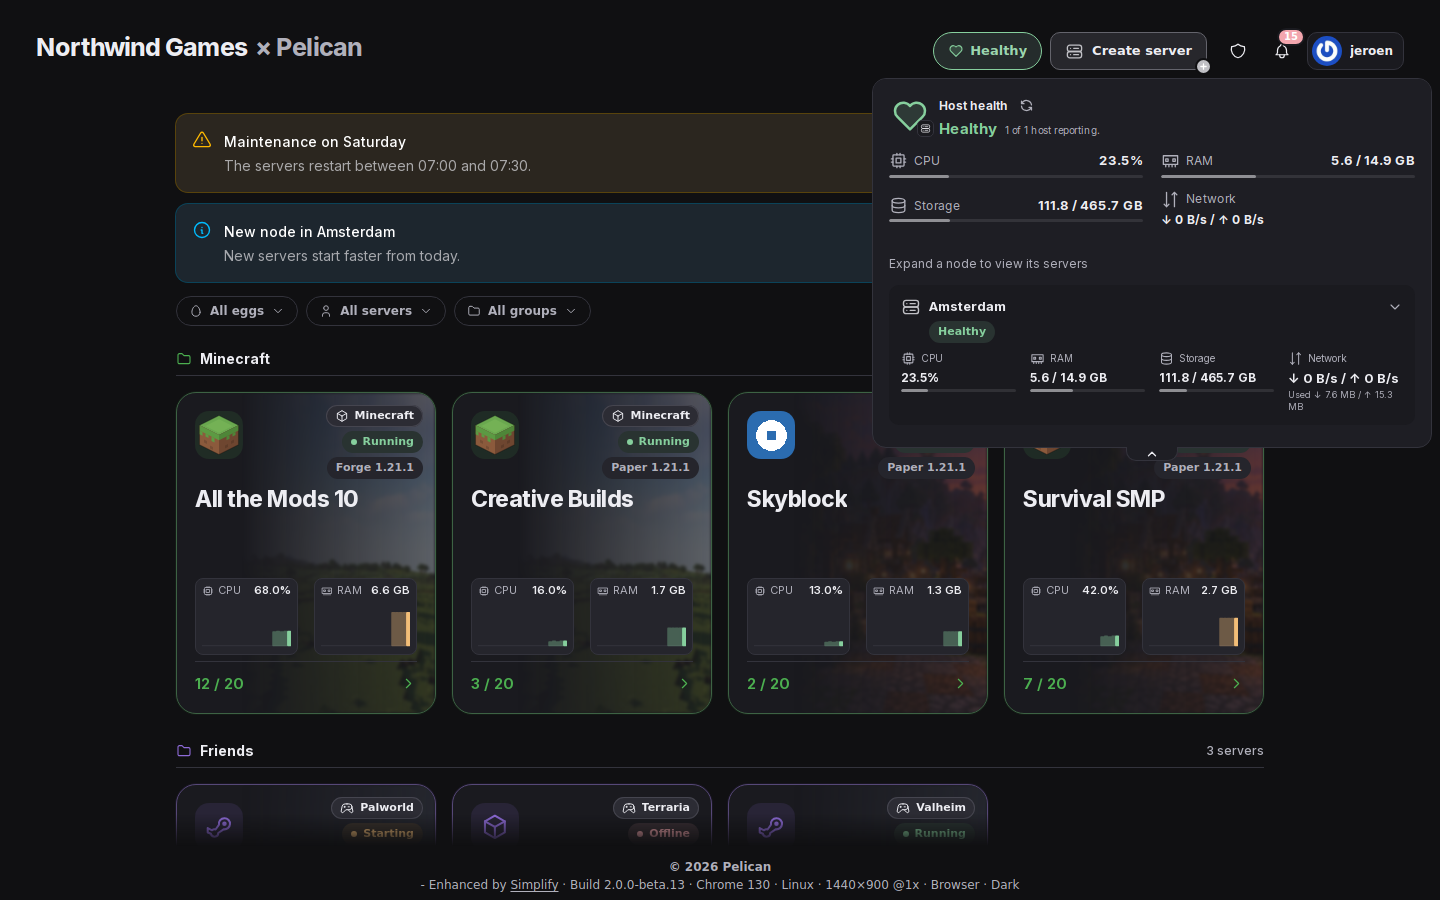 Northwind Games × Pelican
Healthy
Create server
15
jeroen
Maintenance on Saturday
The servers restart between 07:00 and 07:30.
New node in Amsterdam
New servers start faster from today.
Host health
Healthy 1 of 1 host reporting.
CPU 23.5%
RAM 5.6 / 14.9 GB
Storage 111.8 / 465.7 GB
Network
↓ 0 B/s / ↑ 0 B/s
Expand a node to view its servers
Amsterdam
Healthy
CPU
23.5%
RAM
5.6 / 14.9 GB
Storage
111.8 / 465.7 GB
Network
↓ 0 B/s / ↑ 0 B/s
Used ↓ 7.6 MB / ↑ 15.3
MB
All eggs
All servers
All groups
Minecraft
Minecraft
Running
Forge 1.21.1
All the Mods 10
CPU 68.0%
RAM 6.6 GB
12 / 20
Minecraft
Running
Paper 1.21.1
Creative Builds
CPU 16.0%
RAM 1.7 GB
3 / 20
Paper 1.21.1
Skyblock
CPU 13.0%
RAM 1.3 GB
2 / 20
Paper 1.21.1
Survival SMP
CPU 42.0%
RAM 2.7 GB
7 / 20
Friends
3 servers
Palworld
Starting
Terraria
Offline
Valheim
Running
© 2026 Pelican
- Enhanced by Simplify · Build 2.0.0-beta.13 · Chrome 130 · Linux · 1440×900 @1x · Browser · Dark